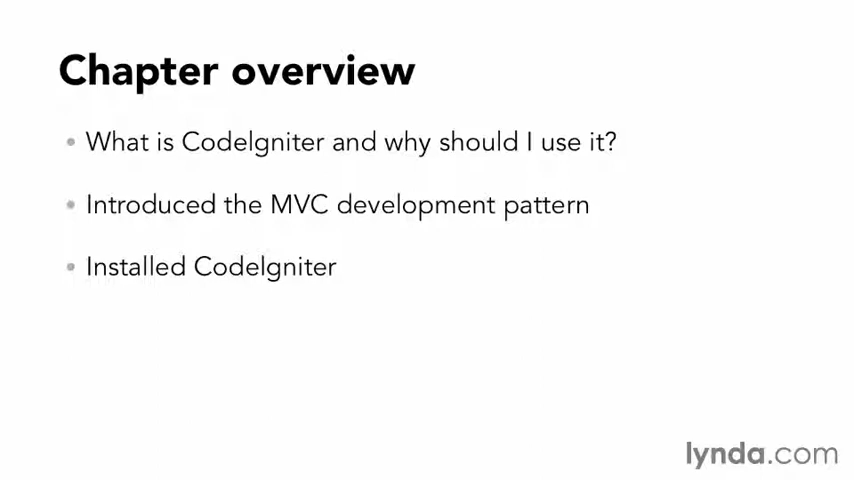 Chapter overview
• What is CodeIgniter and why should I use it?
• Introduced the MVC development pattern
• Installed CodeIgniter
lynda.com